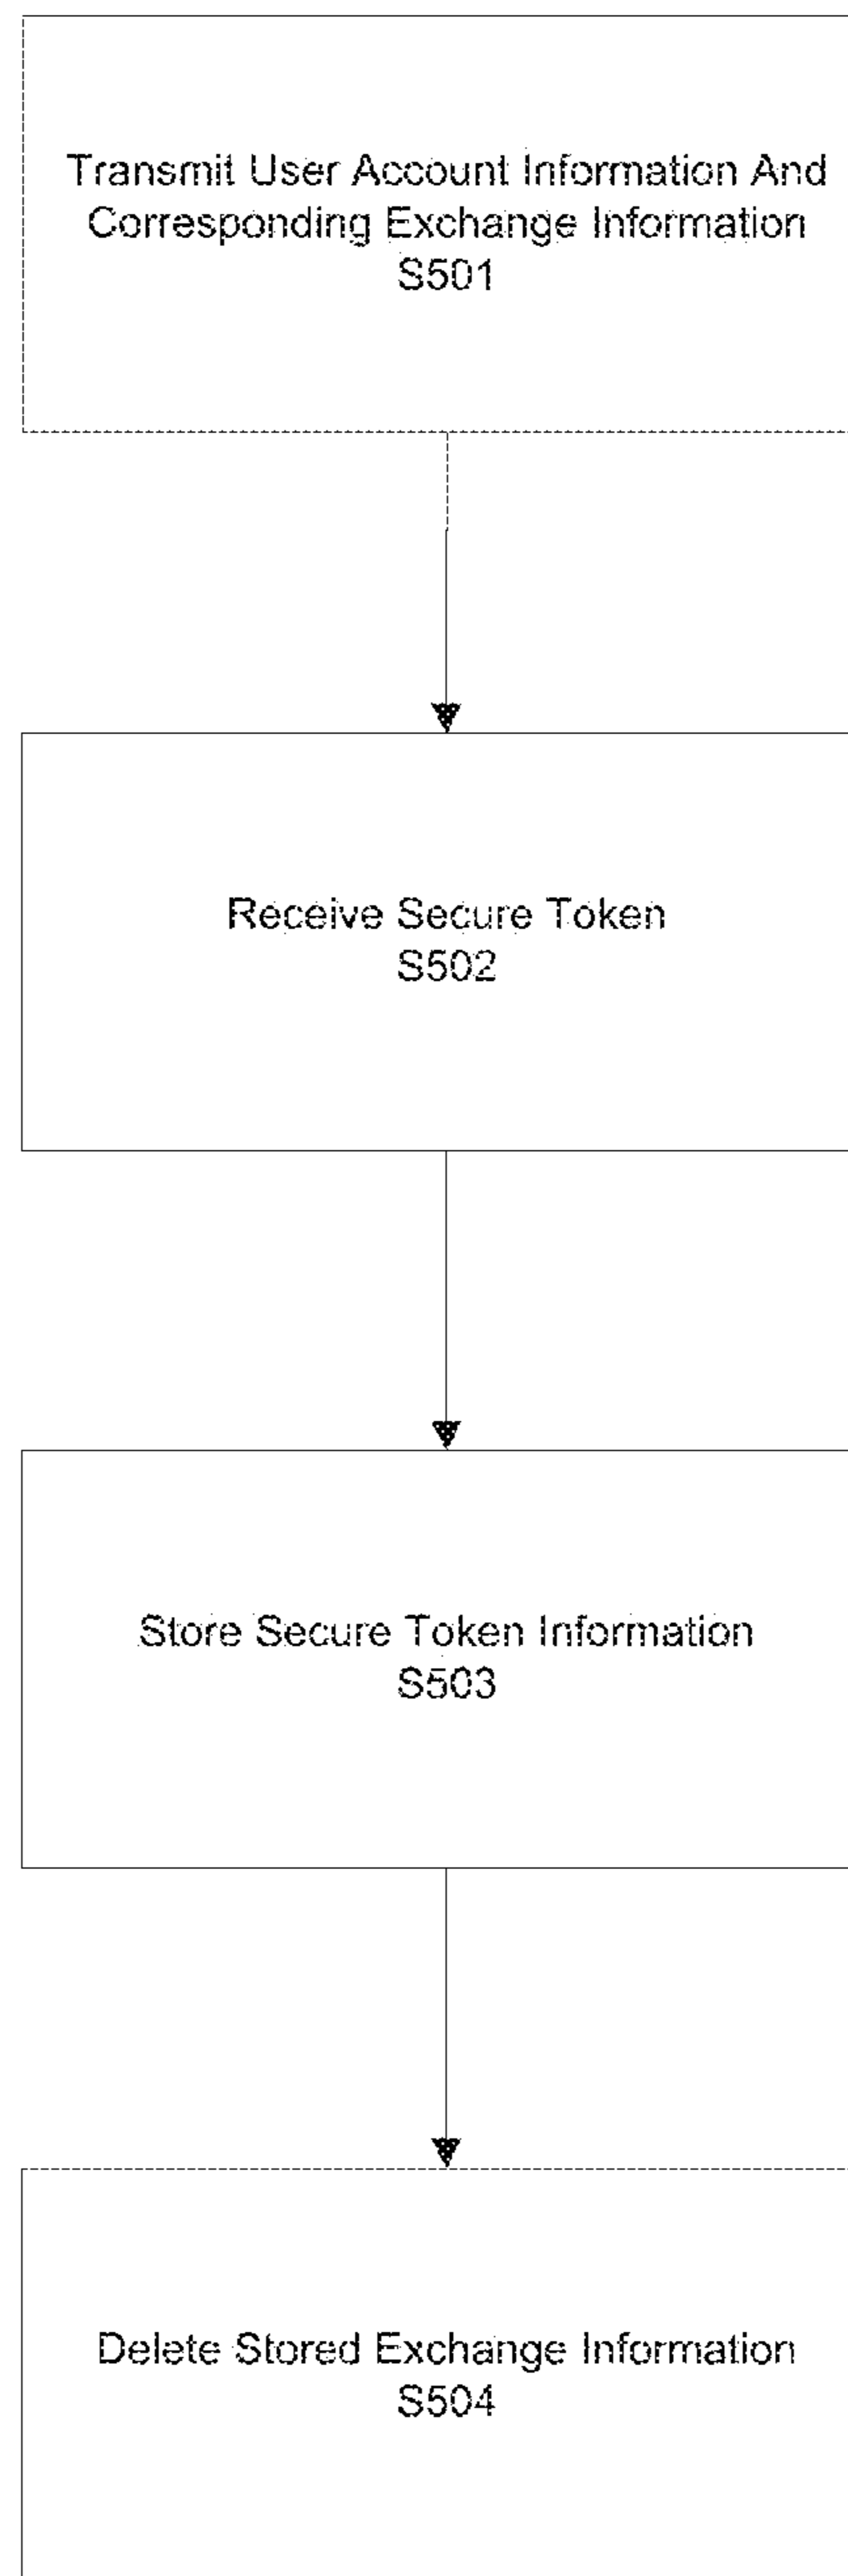 Transmit User Account Information And
Corresponding Exchange Information
S501
Receive Secure Token
S502
Store Secure Token Information
S503
Delete Stored Exchange Information
S504